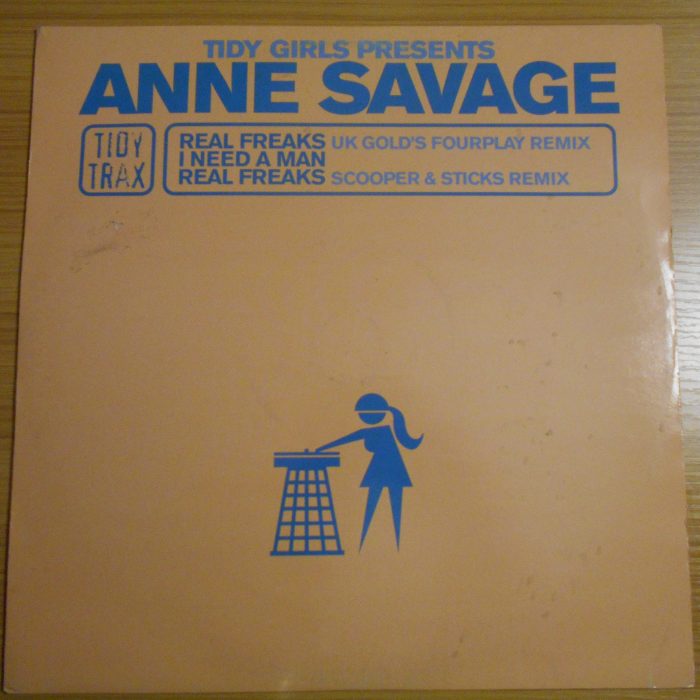 TIDY GIRLS PRESENTS
ANNE SAVAGE
TIDY
TRAX
REAL FREAKS UK GOLD'S FOURPLAY REMIX
I NEED A MAN
REAL FREAKS SCOOPER & STICKS REMIX